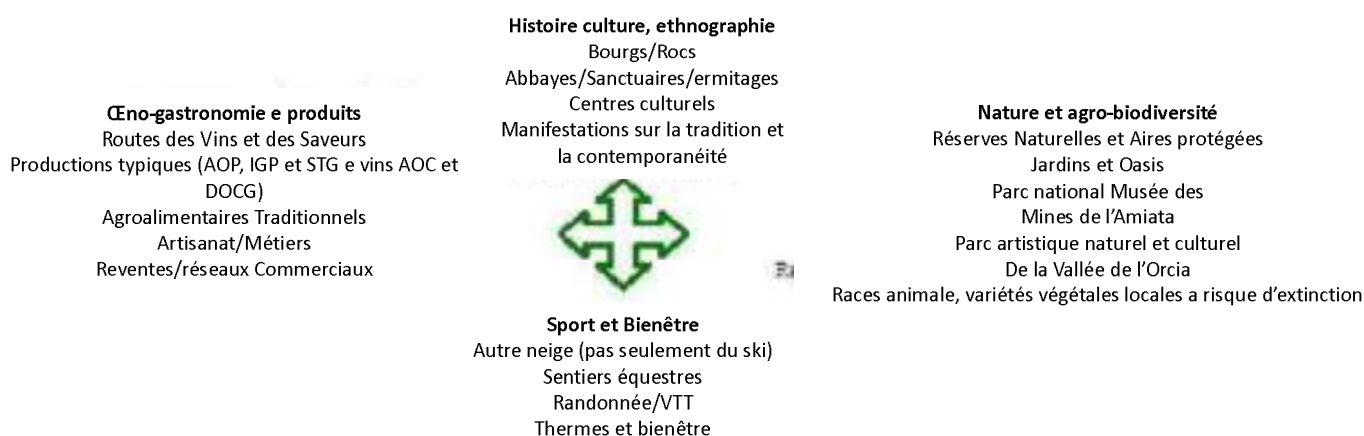 Histoire culture, ethnographie
Bourgs/Rocs
Abbayes/Sanctuaires/ermitages
Centres culturels
Manifestations sur la tradition et
la contemporanéité
Œno-gastronomie e produits
Routes des Vins et des Saveurs
Productions typiques (AOP, IGP et STG e vins AOC et
DOCG)
Agroalimentaires Traditionnels
Artisanat/Métiers
Reventes/réseaux Commerciaux
Nature et agro-biodiversité
Réserves Naturelles et Aires protégées
Jardins et Oasis
Parc national Musée des
Mines de l’Amiata
Parc artistique naturel et culturel
De la Vallée de l’Orcia
Races animale, variétés végétales locales a risque d’extinction
Sport et Bienêtre
Autre neige (pas seulement du ski)
Sentiers équestres
Randonnée/VTT
Thermes et bienêtre